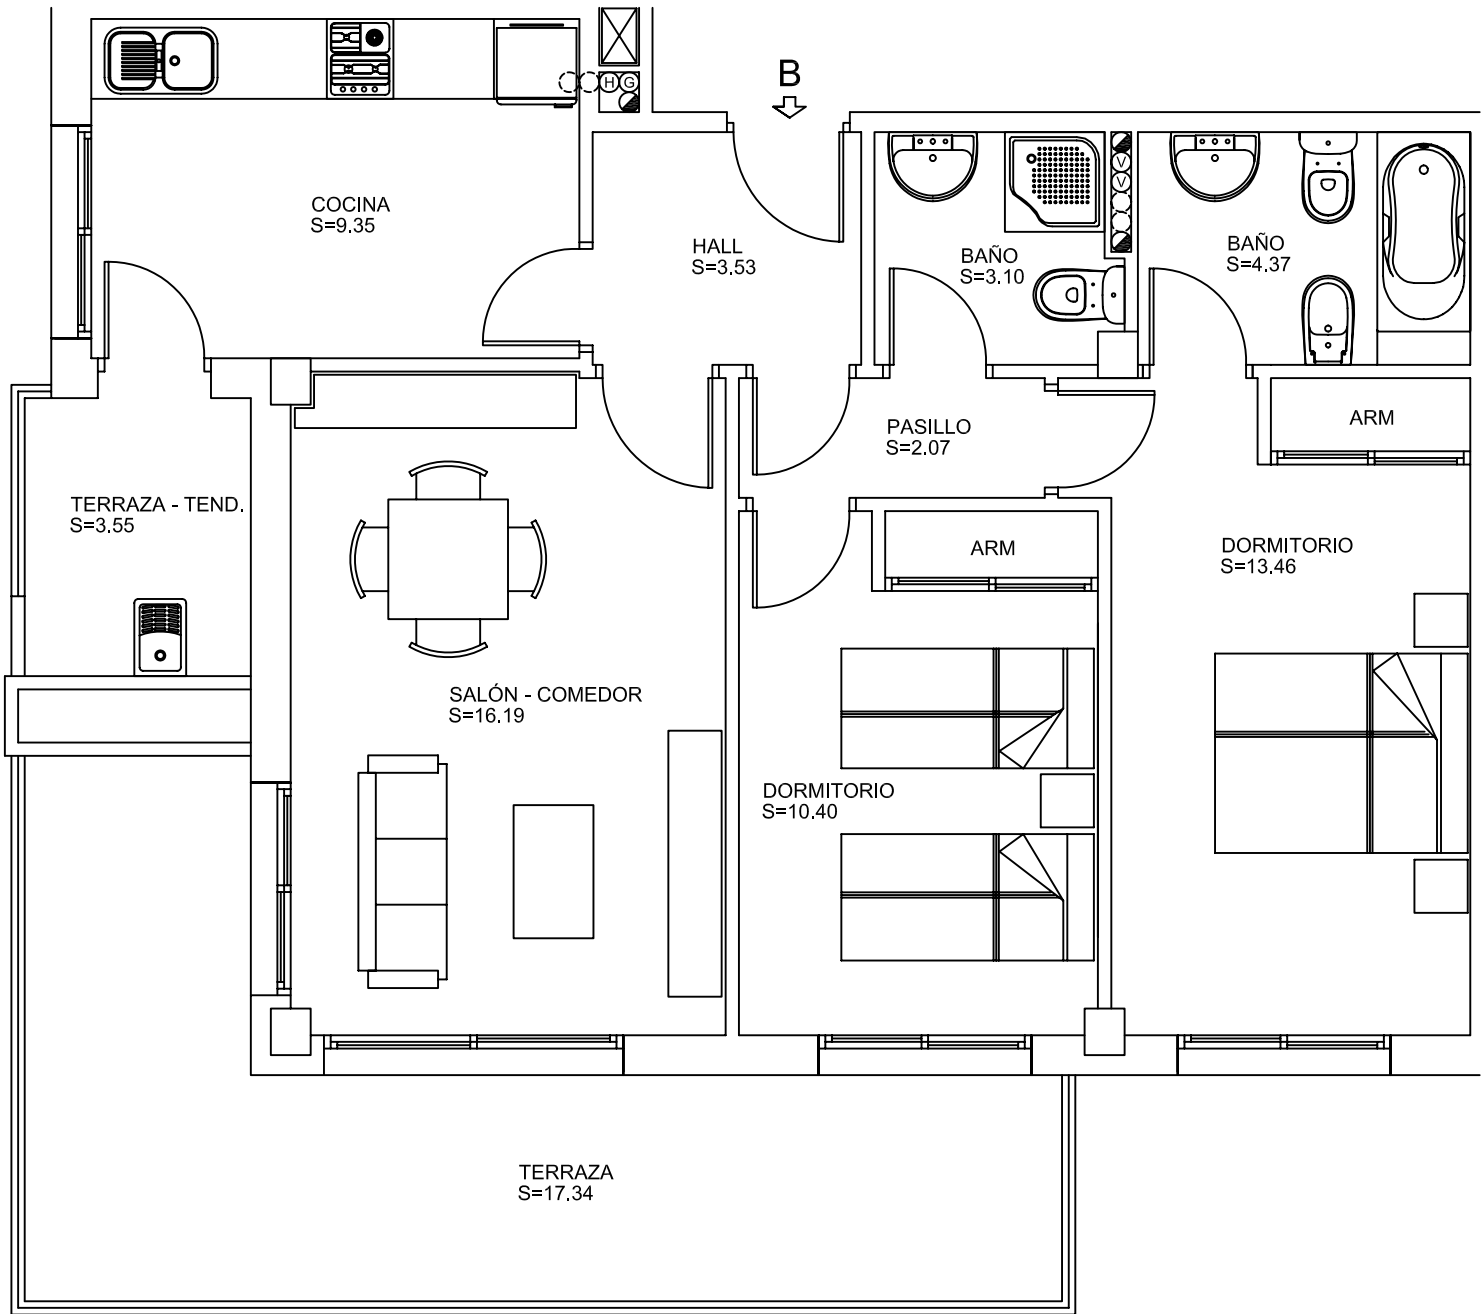 B
H G
COCINA
S=9.35
HALL
S=3.53
BAÑO
S=3.10
V
V
BAÑO
S=4.37
ARM
PASILLO
S=2.07
TERRAZA - TEND.
S=3.55
ARM
DORMITORIO
S=13.46
SALÓN - COMEDOR
S=16.19
DORMITORIO
S=10.40
TERRAZA
S=17.34